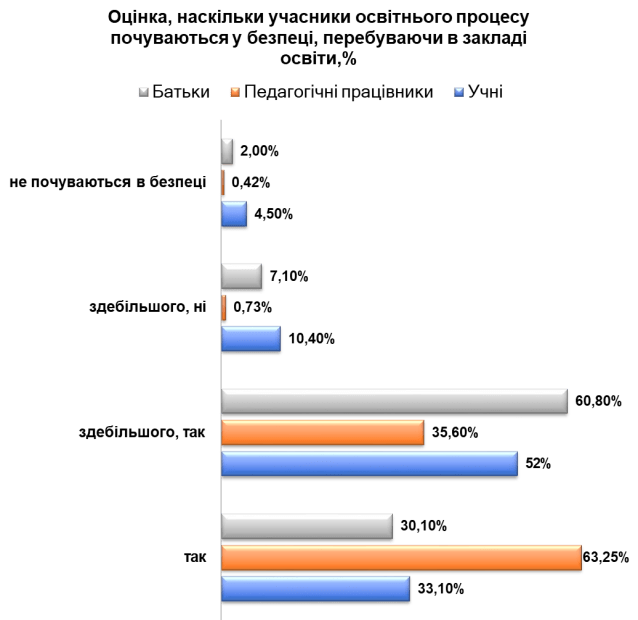 Оцінка, наскільки учасники освітнього процесу
почуваються у безпеці, перебуваючи в закладі
освіти,%
Батьки Педагогічні працівники Учні
не почуваються в безпеці
2,00%
0,42%
4,50%
здебільшого, ні
7,10%
0,73%
10,40%
здебільшого, так
60,80%
35,60%
52%
так
30,10%
63,25%
33,10%